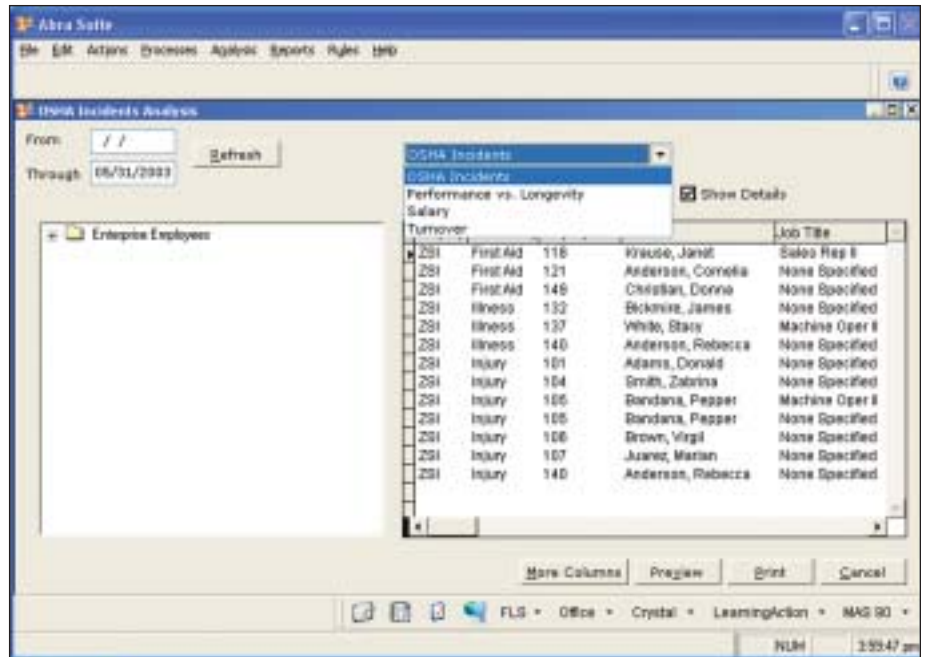 Abra Suite
File Edit Actions Processes Analysis Reports Rules Help
OSHA Incidents Analysis
From / /
Refresh
Through 05/31/2003
OSHA Incidents
OSHA Incidents
Performance vs. Longevity
Salary
Turnover
Show Details
Enterprise Employees
Job Title
ZSI First Aid 118 Krause, Janet Sales Rep II
ZSI First Aid 121 Anderson, Cornelia None Specified
ZSI First Aid 149 Christian, Donna None Specified
ZSI Illness 132 Bickmire, James None Specified
ZSI Illness 137 White, Stacy Machine Oper II
ZSI Illness 140 Anderson, Rebecca None Specified
ZSI Injury 101 Adams, Donald None Specified
ZSI Injury 104 Smith, Zabrina None Specified
ZSI Injury 105 Bandana, Pepper Machine Oper II
ZSI Injury 105 Bandana, Pepper None Specified
ZSI Injury 106 Brown, Virgil None Specified
ZSI Injury 107 Juarez, Marian None Specified
ZSI Injury 140 Anderson, Rebecca None Specified
More Columns Preview Print Cancel
FLS Office Crystal LearningAction MAS 90
NUM 3:59:47 pm